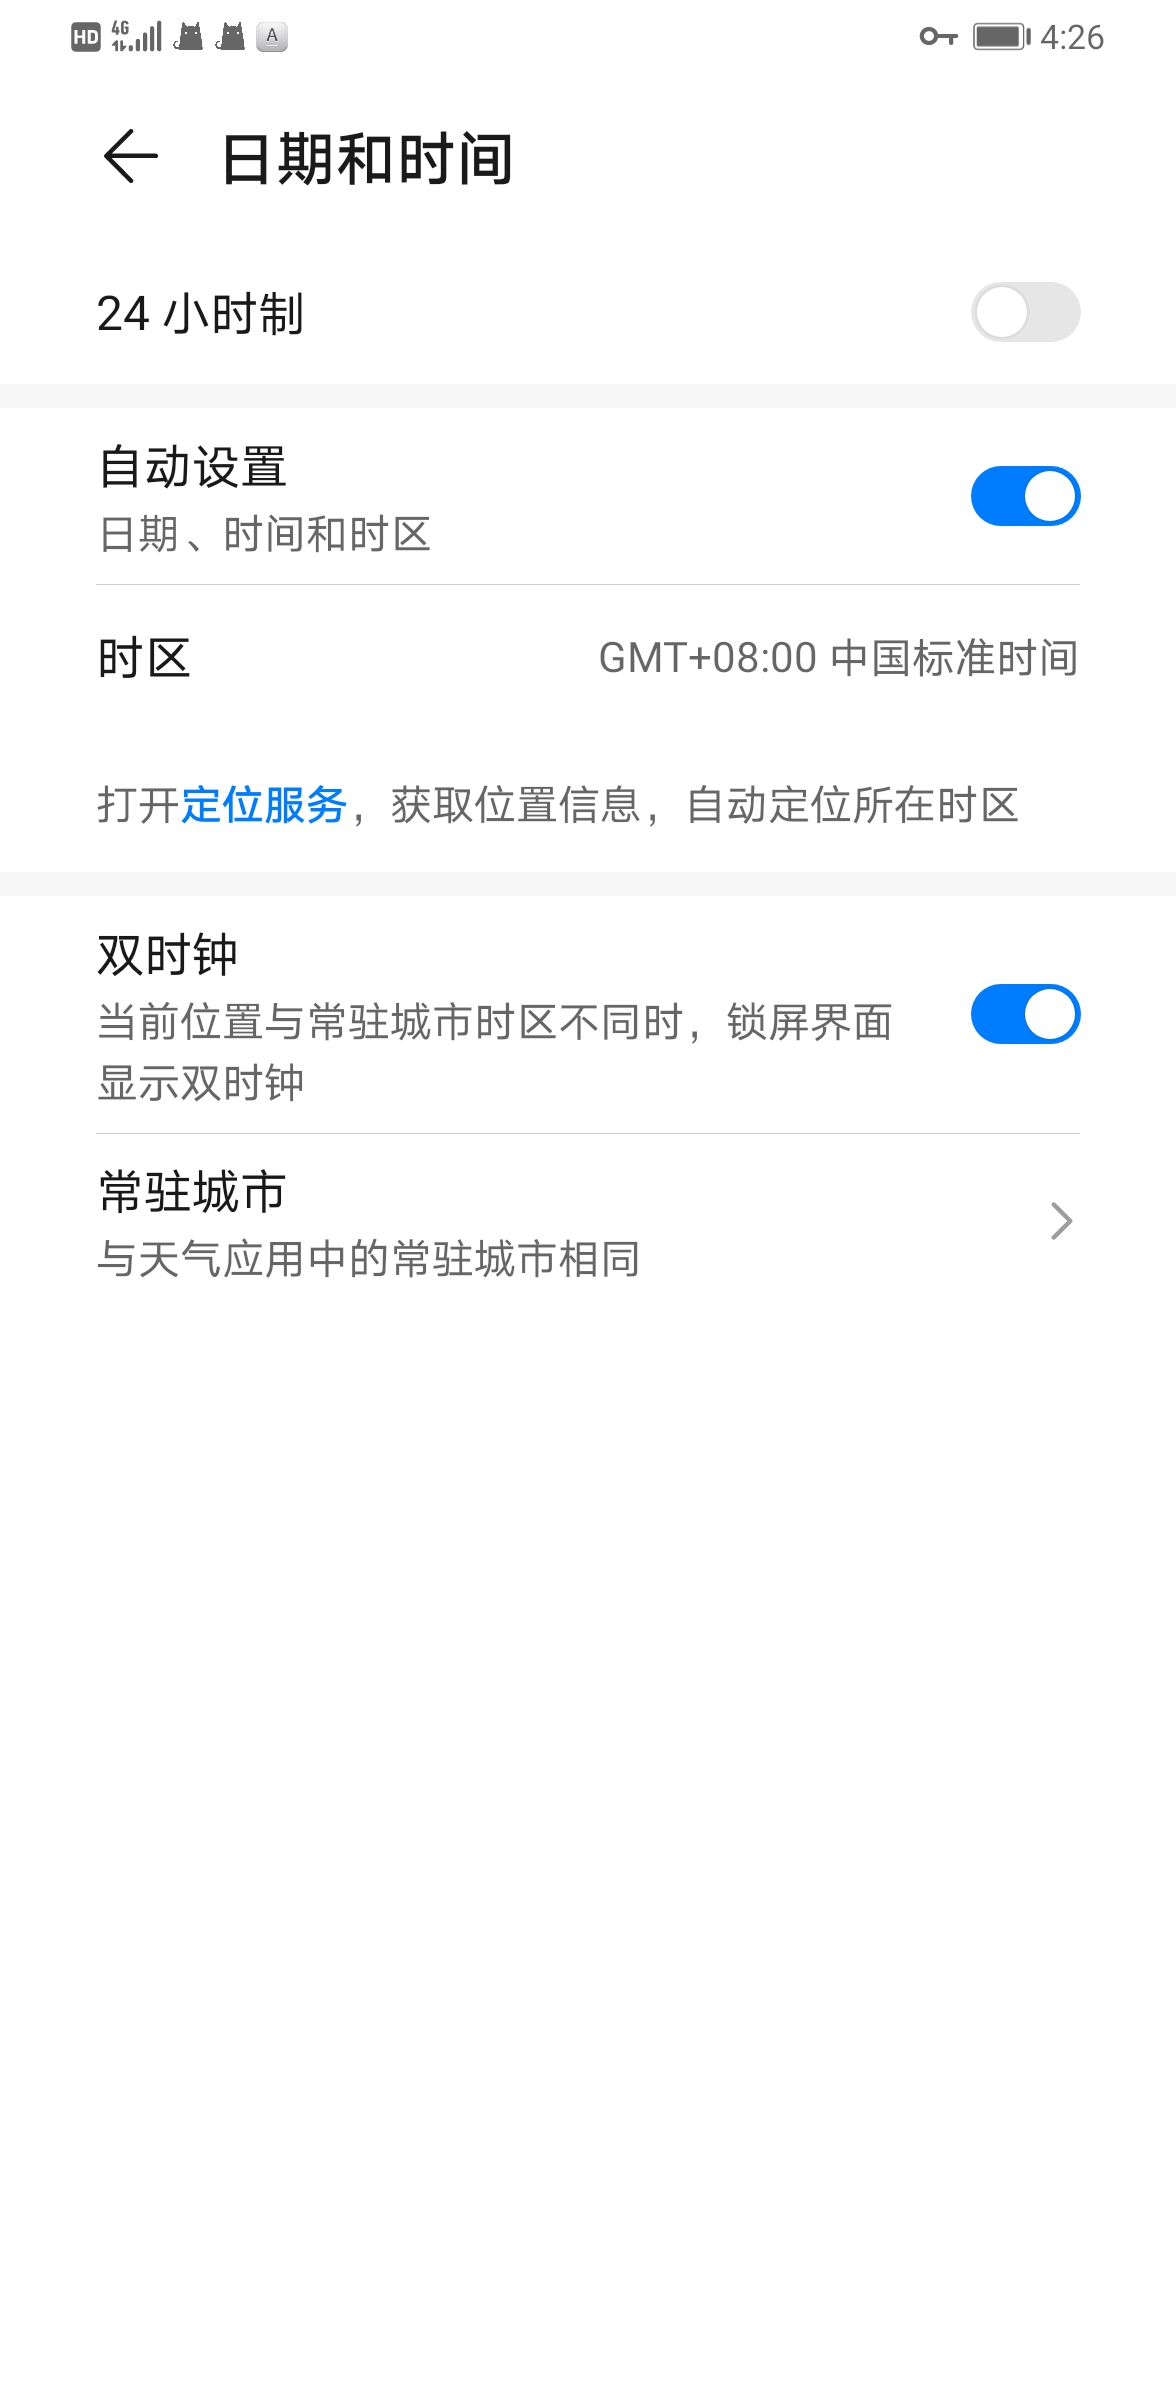 HD 4G A 4:26
日期和时间
24 小时制
自动设置
日期、时间和时区
时区 GMT+08:00 中国标准时间
打开定位服务，获取位置信息，自动定位所在时区
双时钟
当前位置与常驻城市时区不同时，锁屏界面
显示双时钟
常驻城市
与天气应用中的常驻城市相同